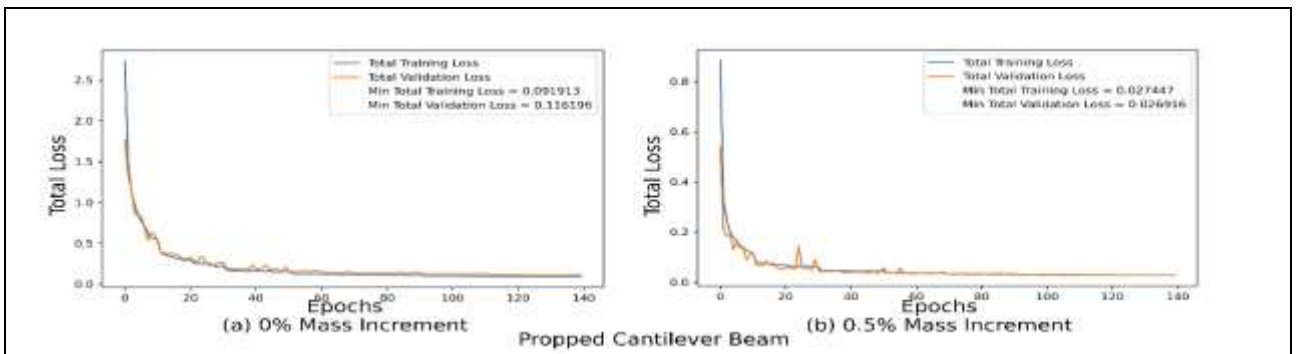 Total Training Loss
Total Validation Loss
Min Total Training Loss = 0.091913
Min Total Validation Loss = 0.116196
Total Loss
2.5
2.0
1.5
1.0
0.5
0.0
0 20 40 60 80 100 120 140
Epochs
(a) 0% Mass Increment
Total Training Loss
Total Validation Loss
Min Total Training Loss = 0.027447
Min Total Validation Loss = 0.026916
Total Loss
0.8
0.6
0.4
0.2
0.0
0 20 40 60 80 100 120 140
Epochs
(b) 0.5% Mass Increment
Propped Cantilever Beam